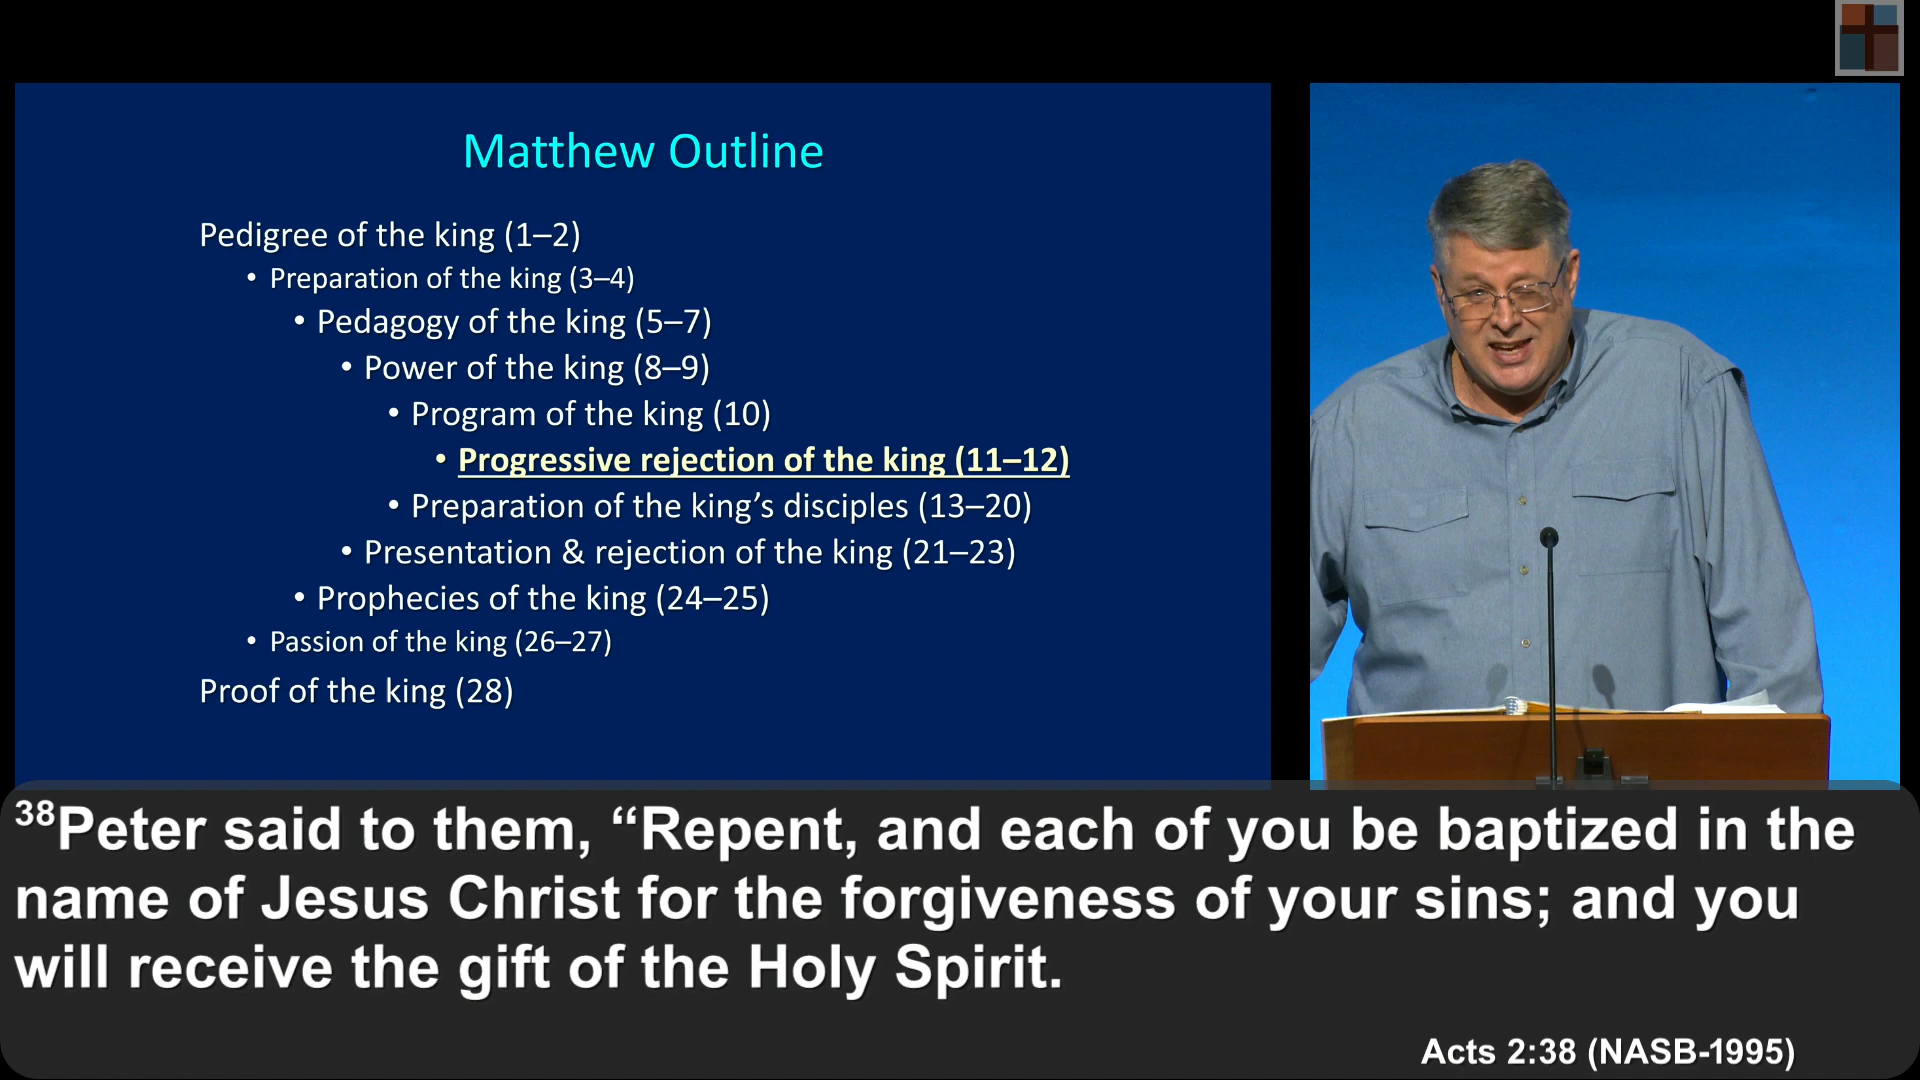 Matthew Outline
Pedigree of the king (1–2)
• Preparation of the king (3–4)
• Pedagogy of the king (5–7)
• Power of the king (8–9)
• Program of the king (10)
• Progressive rejection of the king (11–12)
• Preparation of the king’s disciples (13–20)
• Presentation & rejection of the king (21–23)
• Prophecies of the king (24–25)
• Passion of the king (26–27)
Proof of the king (28)
38Peter said to them, “Repent, and each of you be baptized in the
name of Jesus Christ for the forgiveness of your sins; and you
will receive the gift of the Holy Spirit.
Acts 2:38 (NASB-1995)